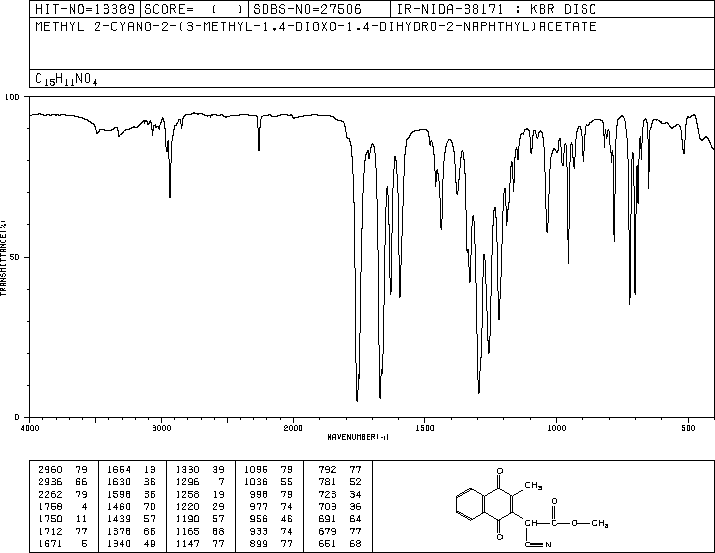 HIT-NO=13389 SCORE= ( ) SDBS-NO=27506 IR-NIDA-38171 : KBR DISC
METHYL 2-CYANO-2-(3-METHYL-1.4-DIOXO-1.4-DIHYDRO-2-NAPHTHYL)ACETATE
C15H11NO4
100
50
0
TRANSMITTANCE(%)
4000 3000 2000 1500 1000 500
WAVENUMBER(-1)
2960 79 1664 13 1330 39 1096 79 792 77
2936 66 1630 36 1296 7 1036 55 781 52
2262 79 1598 36 1258 19 998 79 723 34
1768 4 1460 70 1220 29 977 74 703 36
1750 11 1439 57 1190 57 956 46 691 64
1712 77 1378 66 1165 68 933 74 679 77
1671 5 1340 49 1147 77 899 77 651 68
O
CH3
O
CH—C—O—CH3
O
C≡N